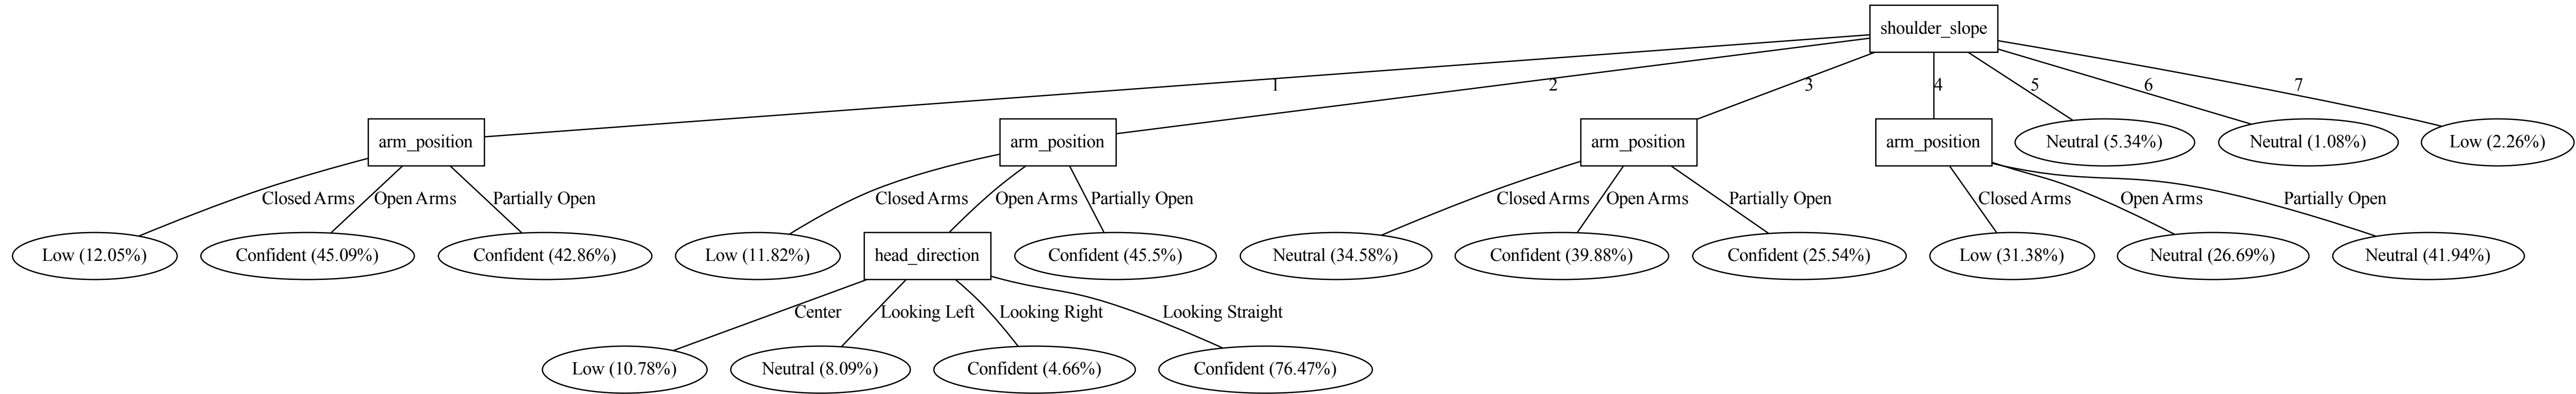 shoulder_slope
1
2
3
4
5
6
7
arm_position
arm_position
arm_position
arm_position
Neutral (5.34%)
Neutral (1.08%)
Low (2.26%)
Closed Arms
Open Arms
Partially Open
Closed Arms
Open Arms
Partially Open
Closed Arms
Open Arms
Partially Open
Closed Arms
Open Arms
Partially Open
Low (12.05%)
Confident (45.09%)
Confident (42.86%)
Low (11.82%)
head_direction
Confident (45.5%)
Neutral (34.58%)
Confident (39.88%)
Confident (25.54%)
Low (31.38%)
Neutral (26.69%)
Neutral (41.94%)
Center
Looking Left
Looking Right
Looking Straight
Low (10.78%)
Neutral (8.09%)
Confident (4.66%)
Confident (76.47%)